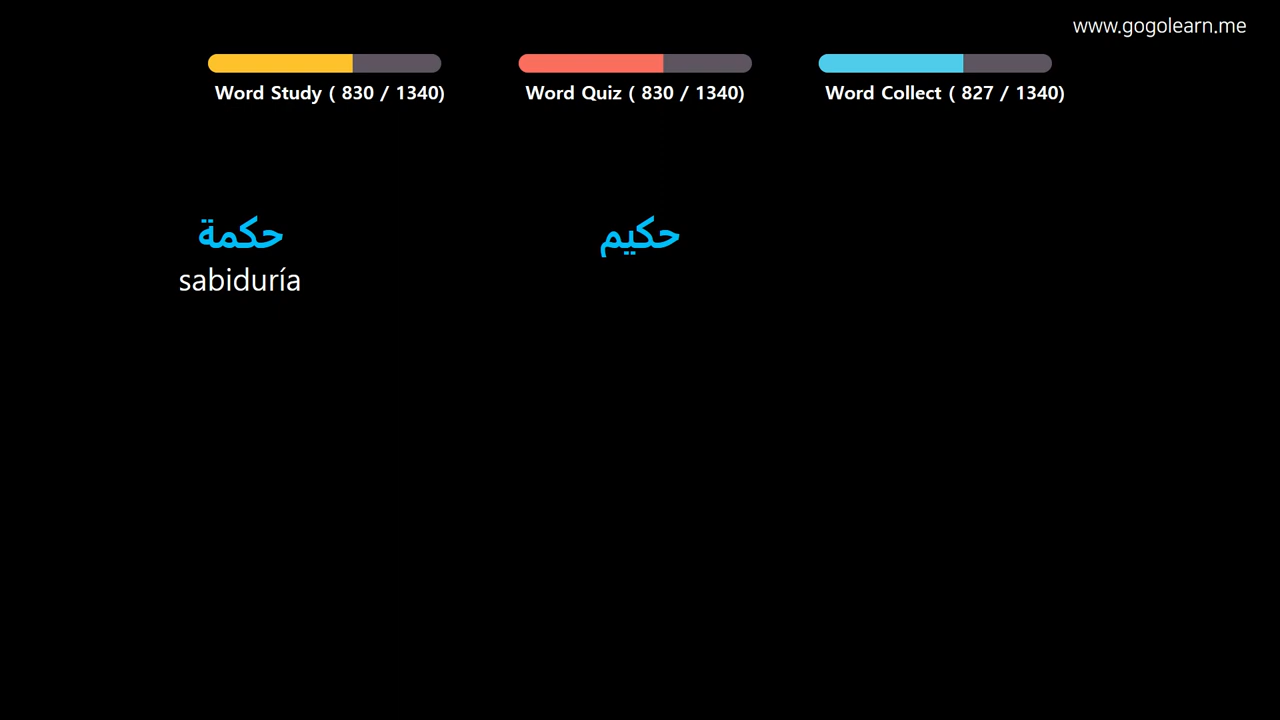 www.gogolearn.me
Word Study ( 830 / 1340)
Word Quiz ( 830 / 1340)
Word Collect ( 827 / 1340)
حكمة
sabiduría
حكيم